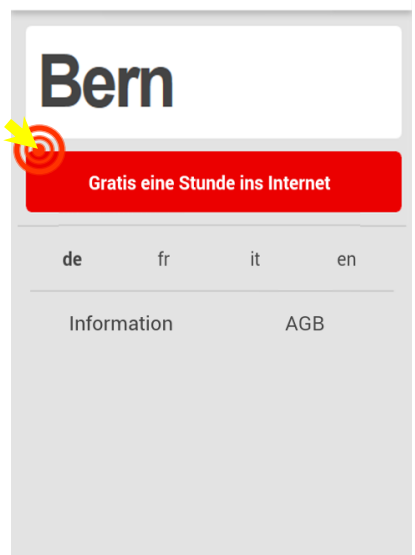 Bern
Gratis eine Stunde ins Internet
de fr it en
Information AGB